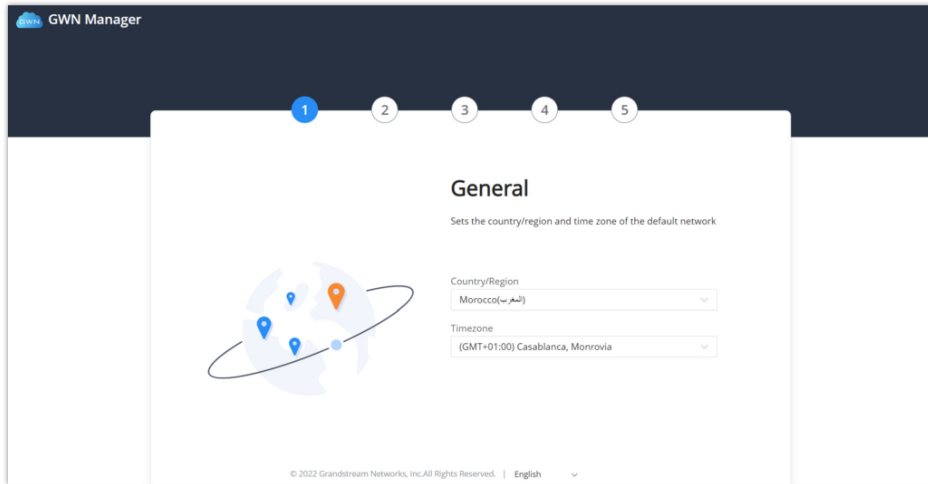 GWN GWN Manager
1 2 3 4 5
General
Sets the country/region and time zone of the default network
Country/Region
Morocco(المغرب)
Timezone
(GMT+01:00) Casablanca, Monrovia
© 2022 Grandstream Networks, Inc.All Rights Reserved. | English